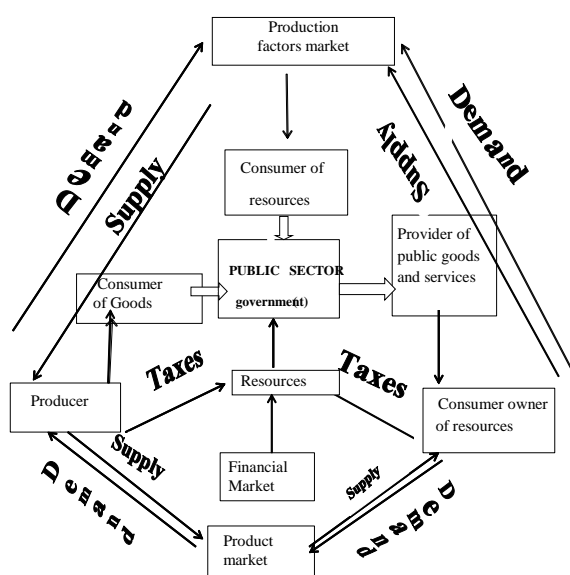 Production
factors market
Demand
Supply
Demand
Supply
Consumer of
resources
Provider of
public goods
and services
PUBLIC SECTOR
government)
Consumer
of Goods
Taxes
Taxes
Resources
Producer
Consumer owner
of resources
Supply
Financial
Market
Supply
Demand
Demand
Product
market